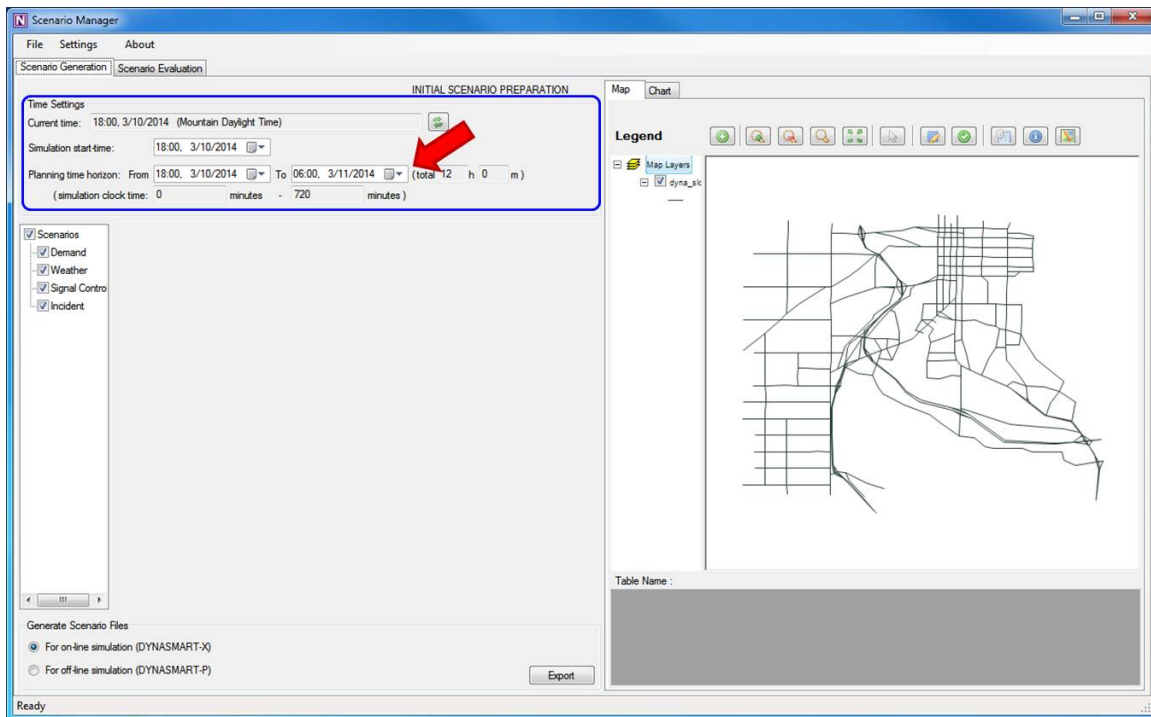 Scenario Manager
File Settings About
Scenario Generation Scenario Evaluation
INITIAL SCENARIO PREPARATION
Time Settings
Current time: 18:00, 3/10/2014 (Mountain Daylight Time)
Simulation start-time: 18:00, 3/10/2014
Planning time horizon: From 18:00, 3/10/2014 To 06:00, 3/11/2014 (total 12 h 0 m )
( simulation clock time: 0 minutes - 720 minutes )
Scenarios
Demand
Weather
Signal Contro
Incident
Generate Scenario Files
For on-line simulation (DYNASMART-X)
For off-line simulation (DYNASMART-P)
Export
Ready
Map Chart
Legend
Map Layers
dyna_slc
Table Name :